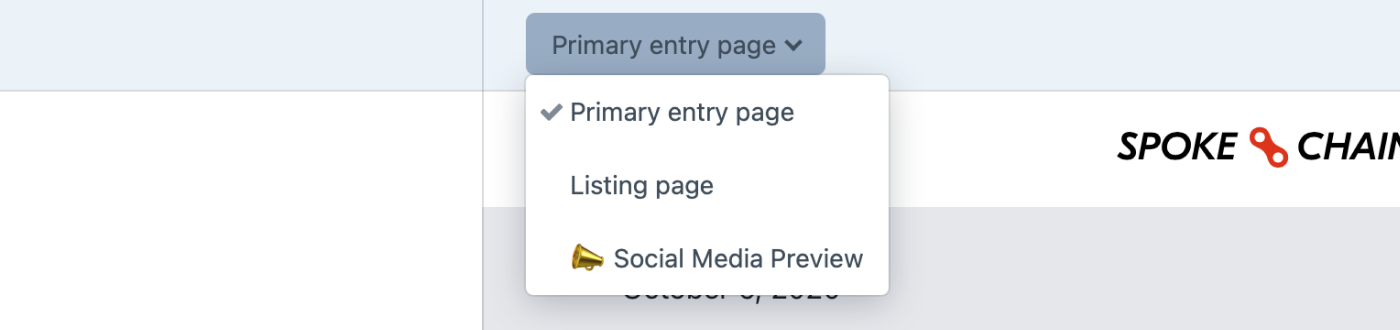 Primary entry page
Primary entry page
SPOKE CHAIN
Listing page
Social Media Preview